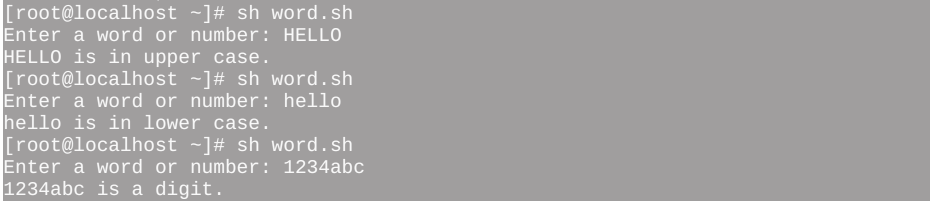 [root@localhost ~]# sh word.sh
Enter a word or number: HELLO
HELLO is in upper case.
[root@localhost ~]# sh word.sh
Enter a word or number: hello
hello is in lower case.
[root@localhost ~]# sh word.sh
Enter a word or number: 1234abc
1234abc is a digit.